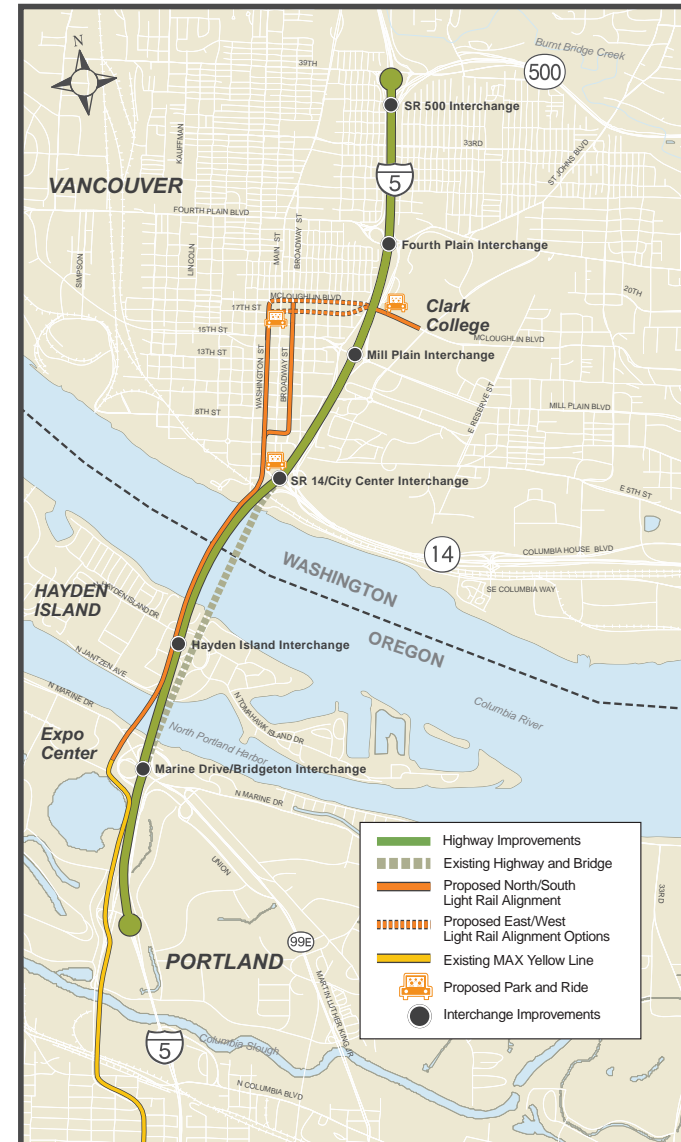 N
Burnt Bridge Creek
39TH
500
SR 500 Interchange
33RD
KAUFFMAN
ST JOHNS BLVD
5
VANCOUVER
FOURTH PLAIN BLVD
MAIN ST
BROADWAY ST
LINCOLN
SIMPSON
Fourth Plain Interchange
20TH
MCLOUGHLIN BLVD
17TH ST
Clark
College
15TH ST
MCLOUGHLIN BLVD
13TH ST
Mill Plain Interchange
WASHINGTON ST
BROADWAY ST
E RESERVE ST
8TH ST
MILL PLAIN BLVD
SR 14/City Center Interchange
E 5TH ST
14
COLUMBIA HOUSE BLVD
WASHINGTON
SE COLUMBIA WAY
HAYDEN
ISLAND
N HAYDEN ISLAND DR
OREGON
Hayden Island Interchange
N JANTZEN AVE
N MARINE DR
N TOMAHAWK ISLAND DR
Columbia River
Expo
Center
North Portland Harbor
Marine Drive/Bridgeton Interchange
N MARINE DR
UNION
33RD
Highway Improvements
Existing Highway and Bridge
Proposed North/South
Light Rail Alignment
Proposed East/West
Light Rail Alignment Options
Existing MAX Yellow Line
Proposed Park and Ride
Interchange Improvements
99E
PORTLAND
MARTIN LUTHER KING JR.
5
Columbia Slough
N COLUMBIA BLVD